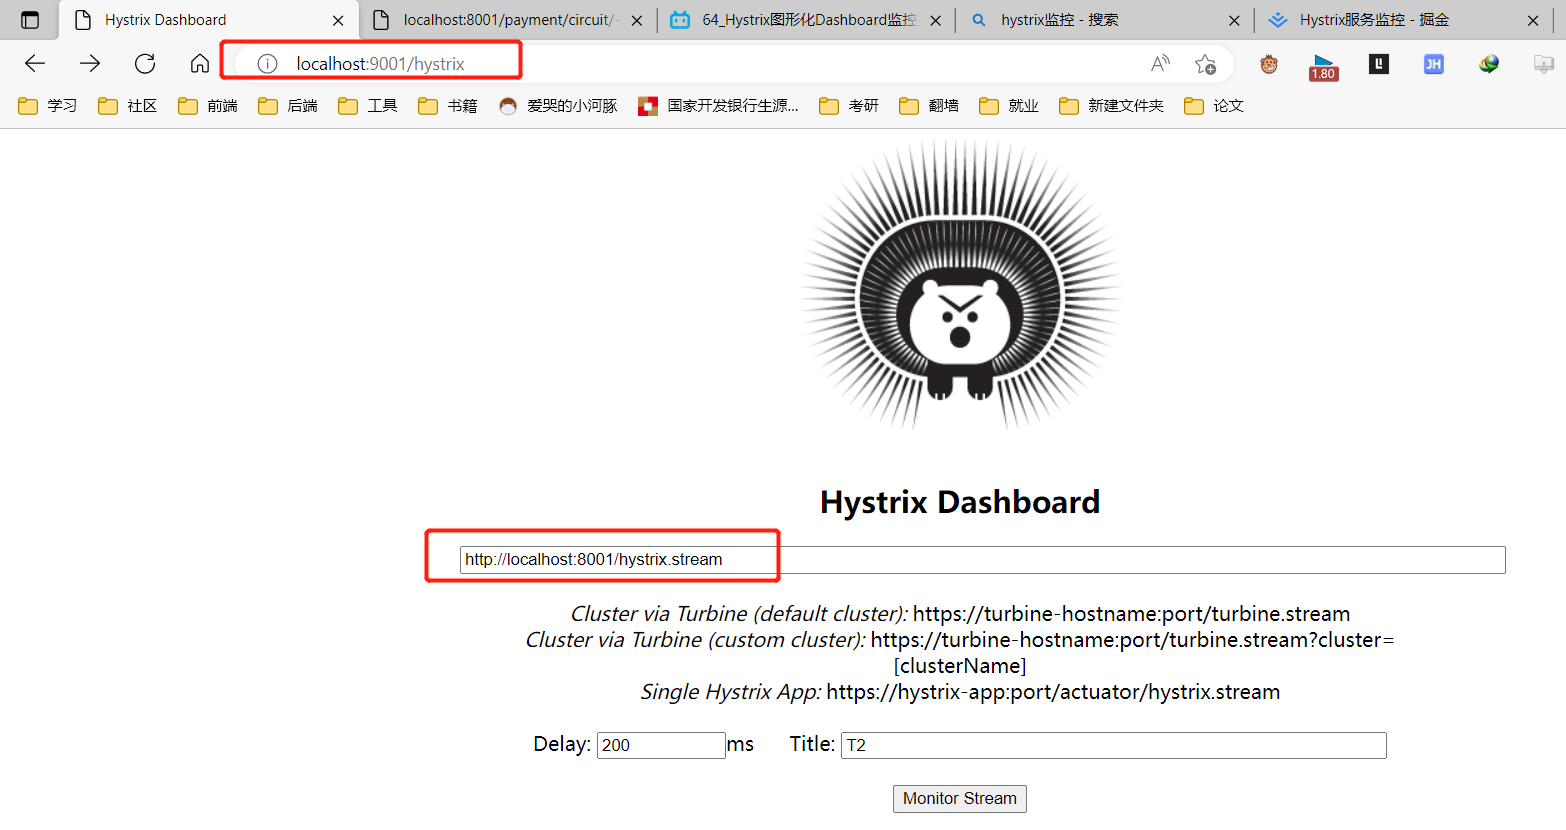 Hystrix Dashboard
localhost:8001/payment/circuit/
64_Hystrix图形化Dashboard监控
hystrix监控 - 搜索
Hystrix服务监控 - 掘金
localhost:9001/hystrix
A
1.80
JH
学习 社区 前端 后端 工具 书籍 爱哭的小河豚 国家开发银行生源... 考研 翻墙 就业 新建文件夹 论文
Hystrix Dashboard
http://localhost:8001/hystrix.stream
Cluster via Turbine (default cluster): https://turbine-hostname:port/turbine.stream
Cluster via Turbine (custom cluster): https://turbine-hostname:port/turbine.stream?cluster=
[clusterName]
Single Hystrix App: https://hystrix-app:port/actuator/hystrix.stream
Delay: 200 ms Title: T2
Monitor Stream